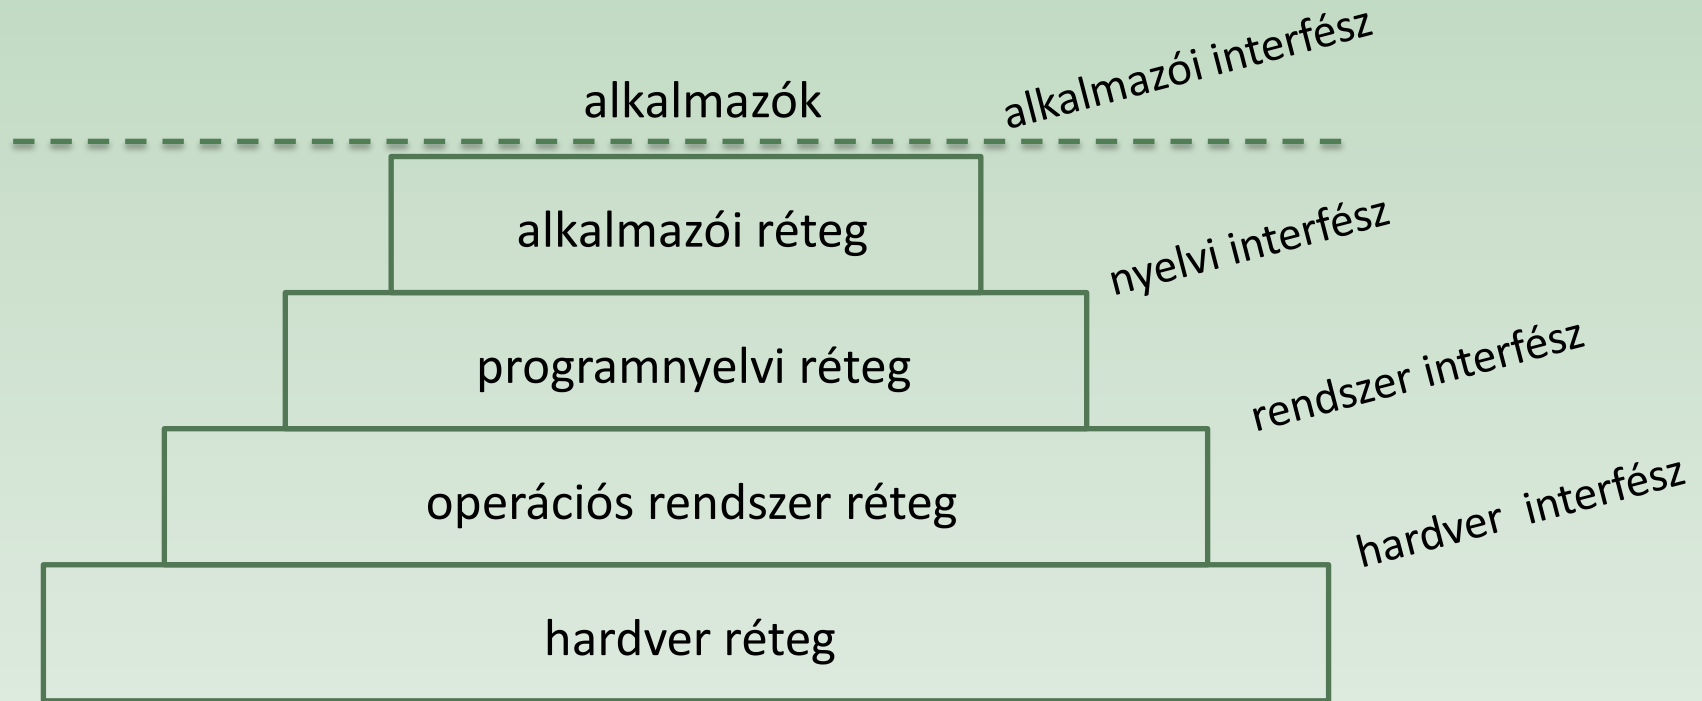 alkalmazók
alkalmazói interfész
alkalmazói réteg
nyelvi interfész
programnyelvi réteg
rendszer interfész
operációs rendszer réteg
hardver interfész
hardver réteg